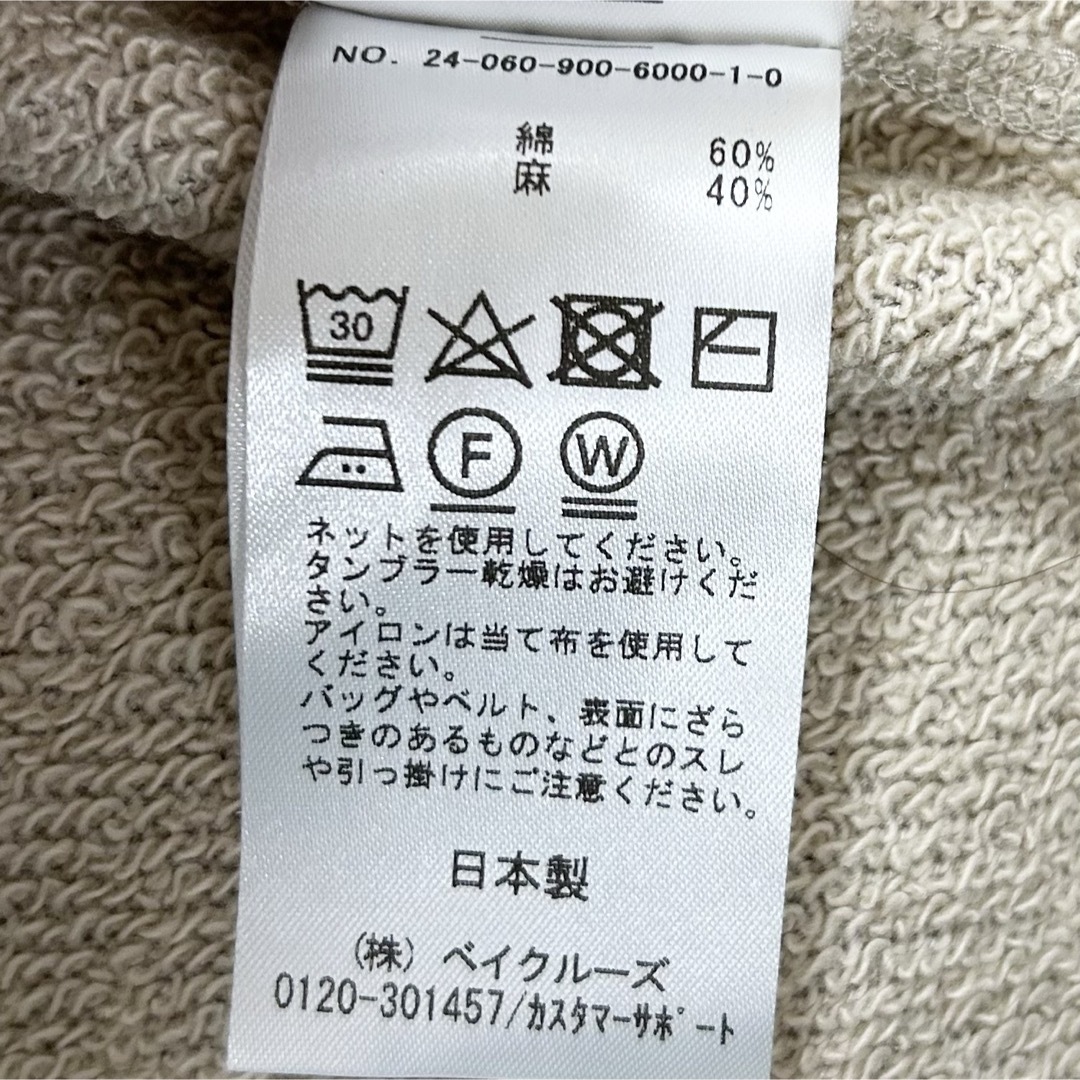 NO. 24-060-900-6000-1-0
綿 60%
麻 40%
30
F W
ネットを使用してください。
タンブラー乾燥はお避けくだ
さい。
アイロンは当て布を使用して
ください。
バッグやベルト、表面にざら
つきのあるものなどとのスレ
や引っ掛けにご注意ください。
日本製
(株) ベイクルーズ
0120-301457/カスタマーサポート